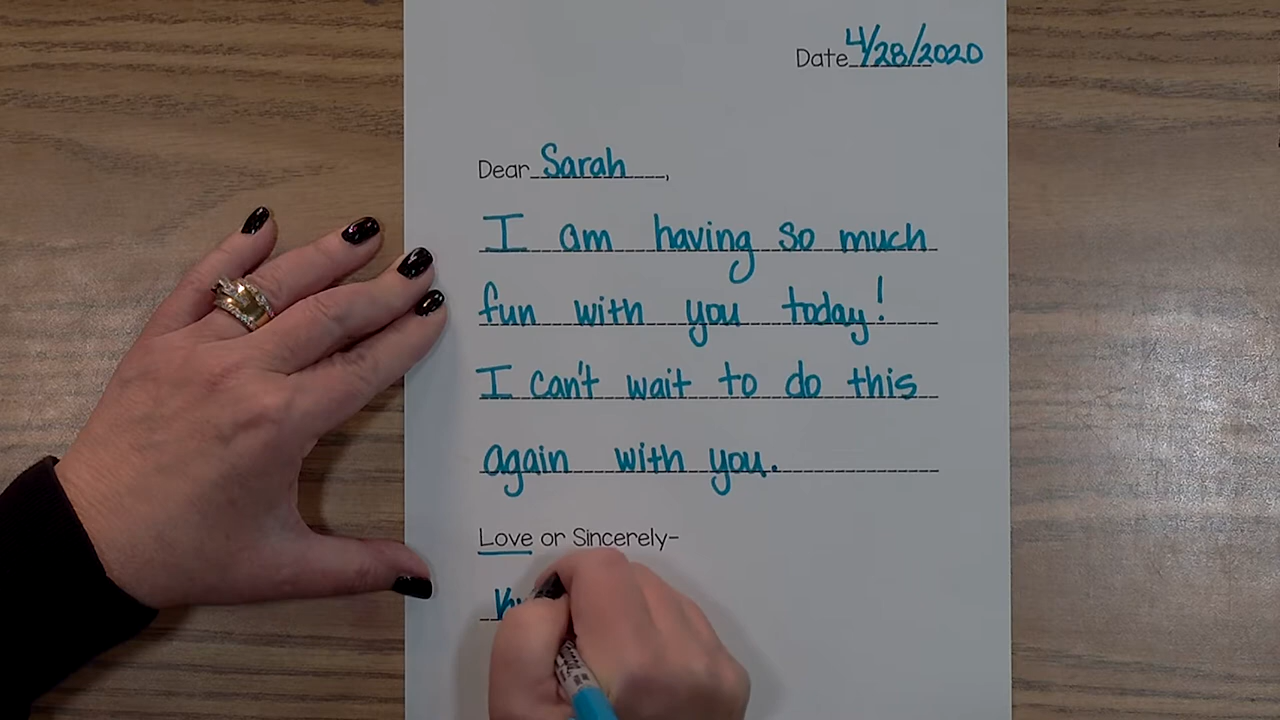 Date 4/28/2020
Dear Sarah,
I am having so much
fun with you today!
I can't wait to do this
again with you.
Love or Sincerely-